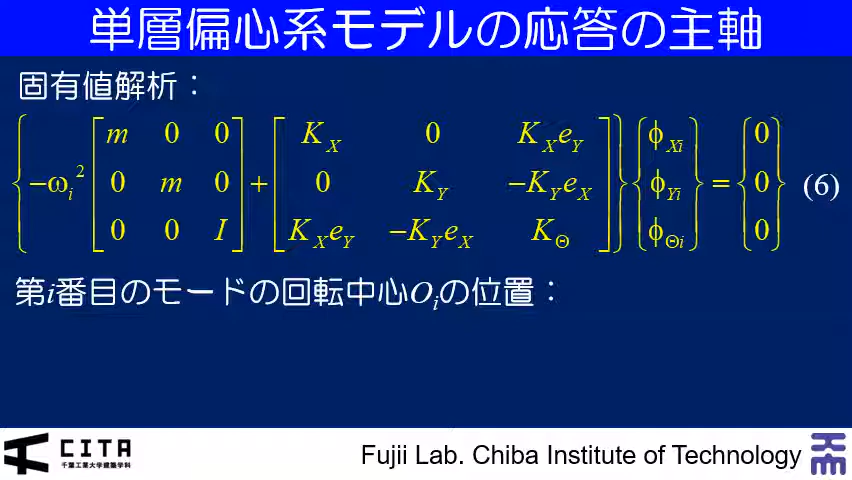 単層偏心系モデルの応答の主軸
固有値解析：
{−ω_i^2 [m 0 0; 0 m 0; 0 0 I] + [K_X 0 K_X e_Y; 0 K_Y −K_Y e_X; K_X e_Y −K_Y e_X K_Θ]} {ϕ_Xi; ϕ_Yi; ϕ_Θi} = {0; 0; 0} (6)
第i番目のモードの回転中心O_iの位置：
CITA
千葉工業大学建築学科
Fujii Lab. Chiba Institute of Technology